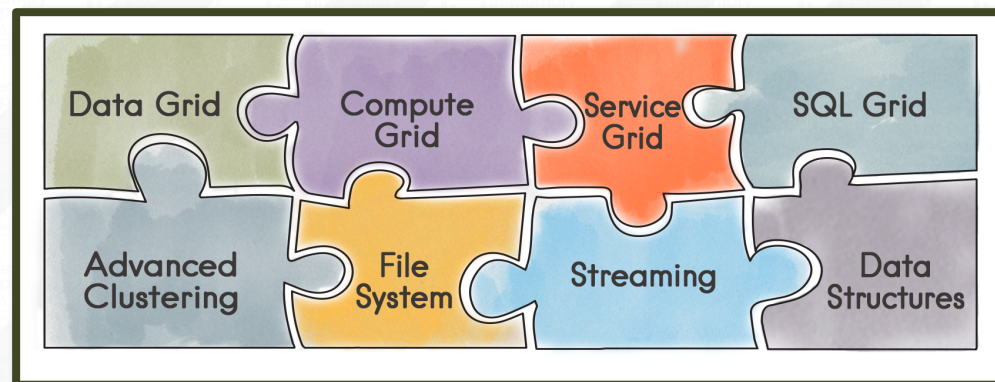 Data Grid
Compute
Grid
Service
Grid
SQL Grid
Advanced
Clustering
File
System
Streaming
Data
Structures